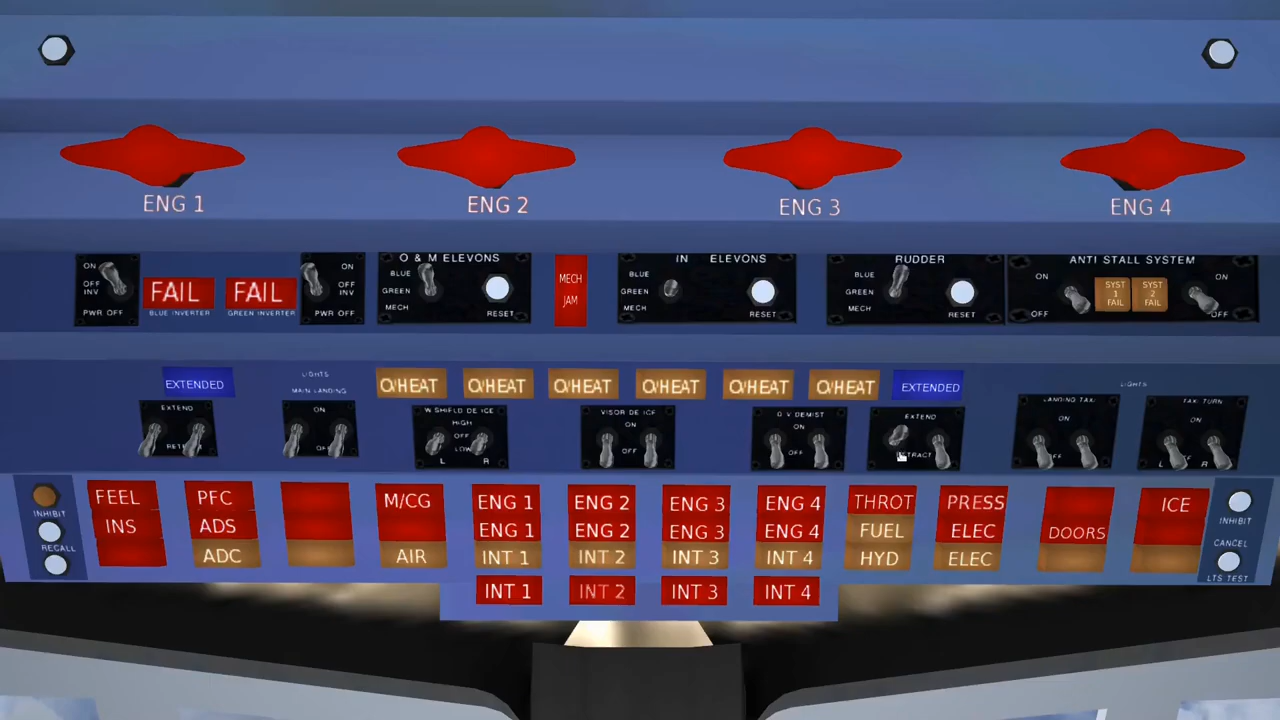 ENG 1
ENG 2
ENG 3
ENG 4
ON
OFF
INV
PWR OFF
FAIL
BLUE INVERTER
FAIL
GREEN INVERTER
ON
OFF
INV
PWR OFF
O & M ELEVONS
BLUE
GREEN
MECH
RESET
MECH
JAM
IN ELEVONS
BLUE
GREEN
MECH
RESET
RUDDER
BLUE
GREEN
MECH
RESET
ANTI STALL SYSTEM
ON
OFF
SYST
1
FAIL
SYST
2
FAIL
ON
OFF
EXTENDED
LIGHTS
MAIN LANDING
O/HEAT
O/HEAT
O/HEAT
O/HEAT
O/HEAT
O/HEAT
EXTENDED
LIGHTS
EXTEND
ON
W SHIELD DE ICE
HIGH
OFF
LOW
L
R
VISOR DE ICE
ON
OFF
D V DEMIST
ON
OFF
EXTEND
LANDING TAXI
ON
TAXI TURN
ON
L
R
INHIBIT
RECALL
FEEL
INS
PFC
ADS
ADC
M/CG
AIR
ENG 1
ENG 1
INT 1
ENG 2
ENG 2
INT 2
ENG 3
ENG 3
INT 3
ENG 4
ENG 4
INT 4
THROT
FUEL
HYD
PRESS
ELEC
ELEC
DOORS
ICE
INHIBIT
CANCEL
LTS TEST
INT 1
INT 2
INT 3
INT 4